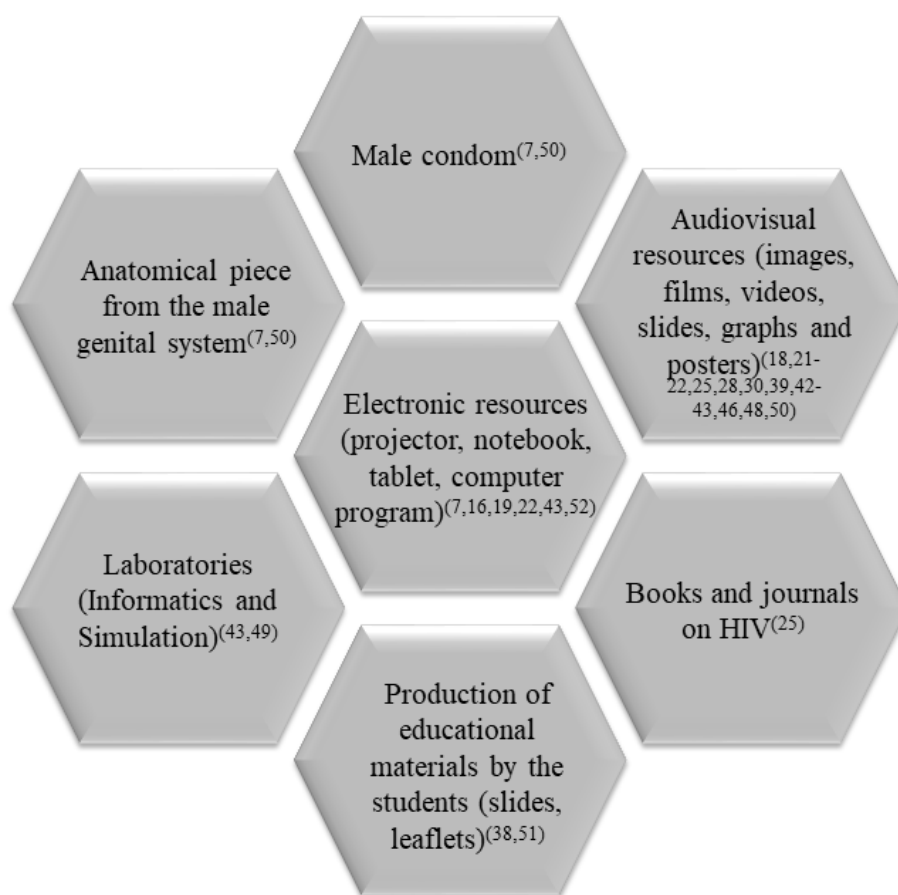 Male condom(7,50)
Anatomical piece
from the male
genital system(7,50)
Audiovisual
resources (images,
films, videos,
slides, graphs and
posters)(18,21-
22,25,28,30,39,42-
43,46,48,50)
Electronic resources
(projector, notebook,
tablet, computer
program)(7,16,19,22,43,52)
Laboratories
(Informatics and
Simulation)(43,49)
Books and journals
on HIV(25)
Production of
educational
materials by the
students (slides,
leaflets)(38,51)